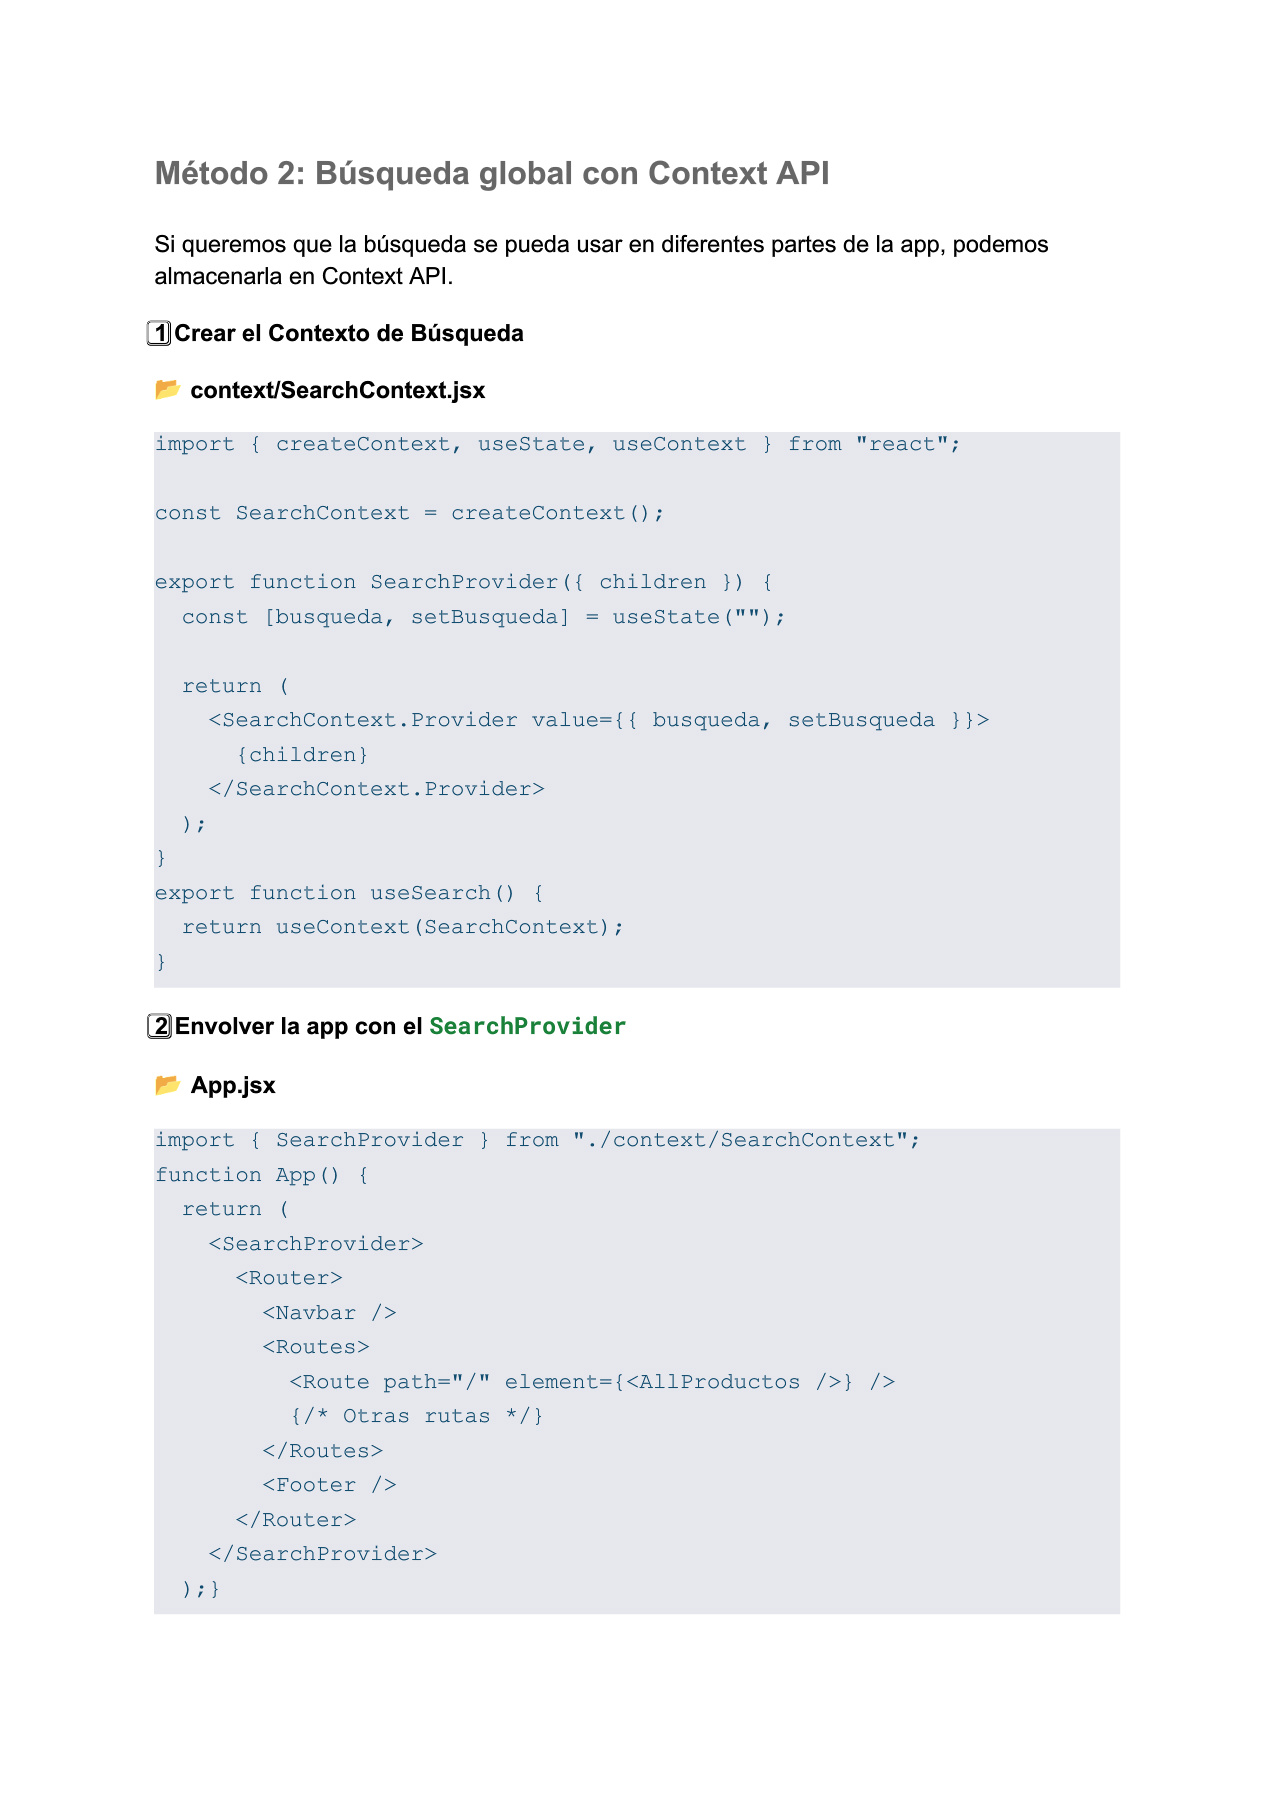 Método 2: Búsqueda global con Context API
Si queremos que la búsqueda se pueda usar en diferentes partes de la app, podemos
almacenarla en Context API.
1️⃣Crear el Contexto de Búsqueda
📂 context/SearchContext.jsx
import { createContext, useState, useContext } from "react";

const SearchContext = createContext();

export function SearchProvider({ children }) {
  const [busqueda, setBusqueda] = useState("");

  return (
    <SearchContext.Provider value={{ busqueda, setBusqueda }}>
      {children}
    </SearchContext.Provider>
  );
}
export function useSearch() {
  return useContext(SearchContext);
}
2️⃣Envolver la app con el SearchProvider
📂 App.jsx
import { SearchProvider } from "./context/SearchContext";
function App() {
  return (
    <SearchProvider>
      <Router>
        <Navbar />
        <Routes>
          <Route path="/" element={<AllProductos />} />
          {/* Otras rutas */}
        </Routes>
        <Footer />
      </Router>
    </SearchProvider>
  );}